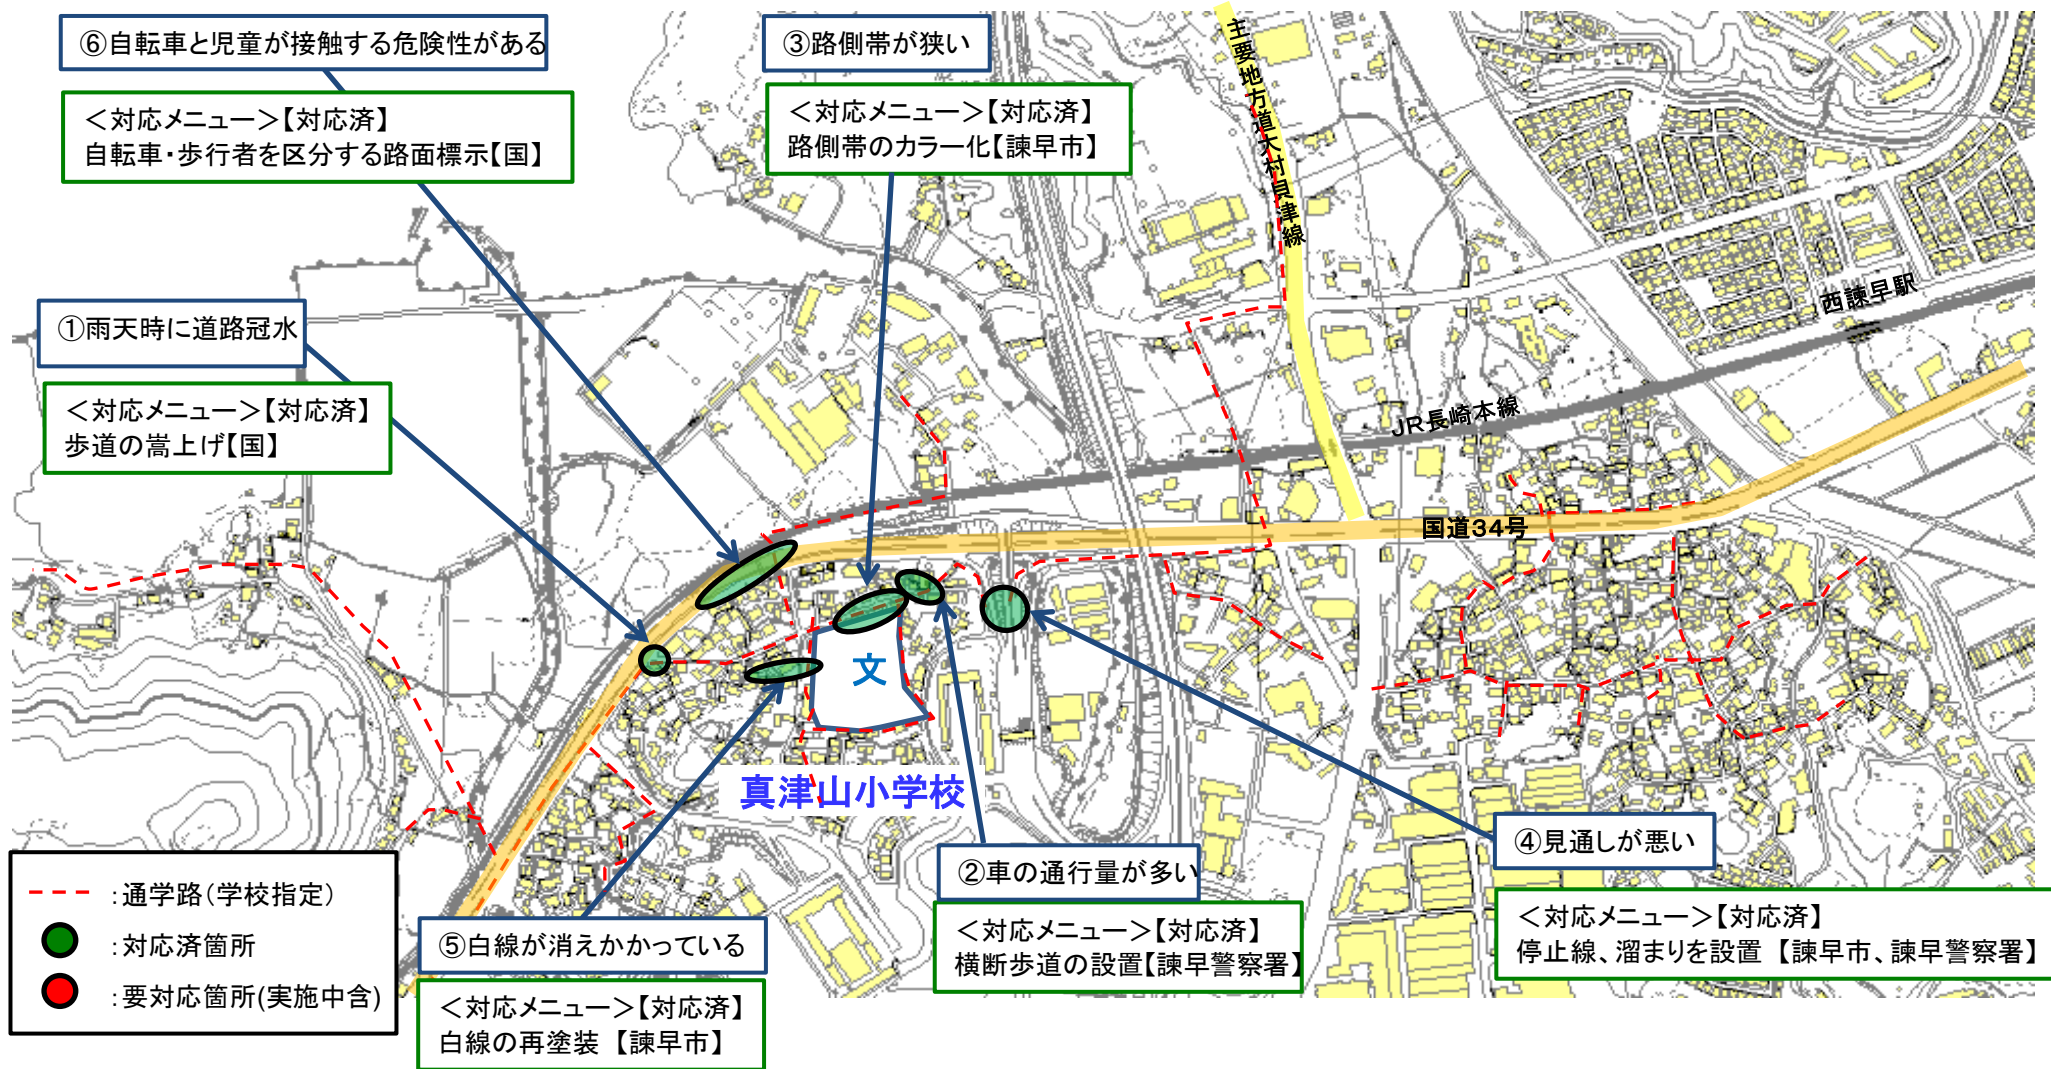 ⑥自転車と児童が接触する危険性がある
＜対応メニュー＞【対応済】
自転車・歩行者を区分する路面標示【国】
③路側帯が狭い
＜対応メニュー＞【対応済】
路側帯のカラー化【諫早市】
主要地方道大村貝津線
①雨天時に道路冠水
＜対応メニュー＞【対応済】
歩道の嵩上げ【国】
西諫早駅
JR長崎本線
国道34号
文
真津山小学校
②車の通行量が多い
＜対応メニュー＞【対応済】
横断歩道の設置【諫早警察署】
④見通しが悪い
＜対応メニュー＞【対応済】
停止線、溜まりを設置 【諫早市、諫早警察署】
⑤白線が消えかかっている
＜対応メニュー＞【対応済】
白線の再塗装 【諫早市】
：通学路（学校指定）
：対応済箇所
：要対応箇所(実施中含)